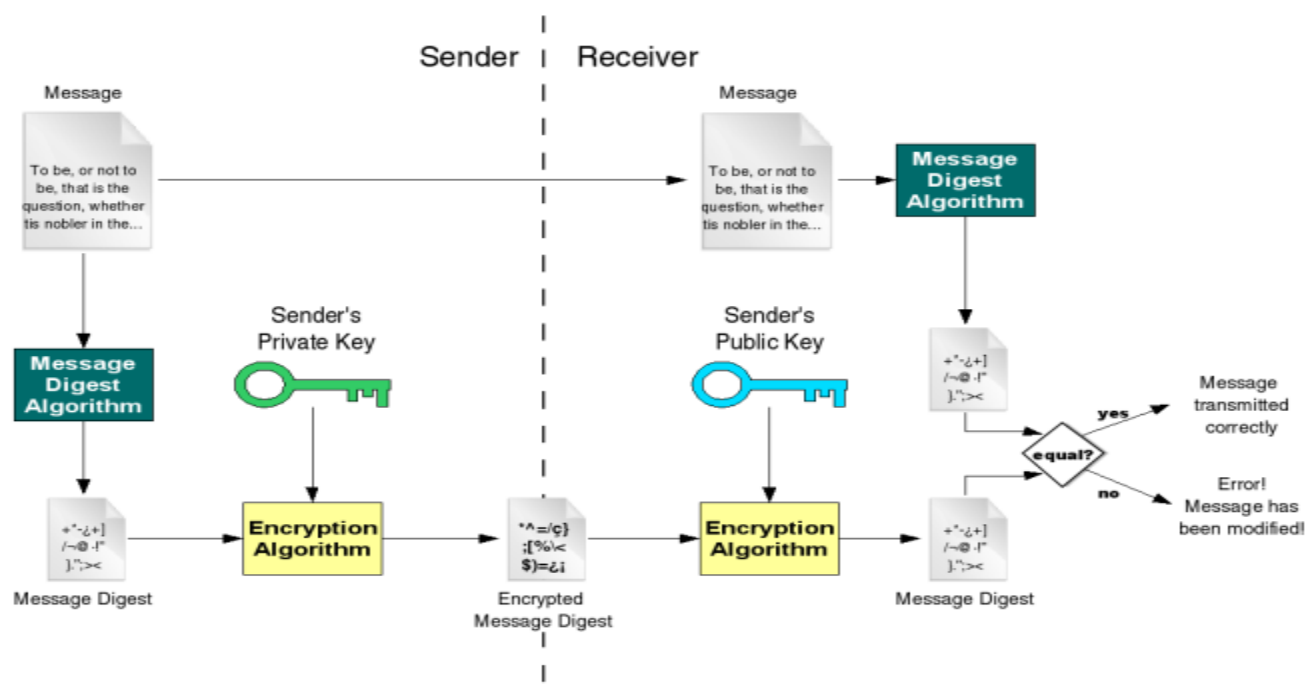 Sender
Receiver
Message
To be, or not to
be, that is the
question, whether
tis nobler in the...
Message
To be, or not to
be, that is the
question, whether
tis nobler in the...
Message
Digest
Algorithm
Sender's
Private Key
Sender's
Public Key
Message
Digest
Algorithm
+*-¿+]
/¬@·!"
}.";><
yes
Message
transmitted
correctly
equal?
no
Error!
Message has
been modified!
+*-¿+]
/¬@·!"
}.";><
Message Digest
Encryption
Algorithm
*^=/ç}
;[%\<
$)=¿¡
Encrypted
Message Digest
Encryption
Algorithm
+*-¿+]
/¬@·!"
}.";><
Message Digest